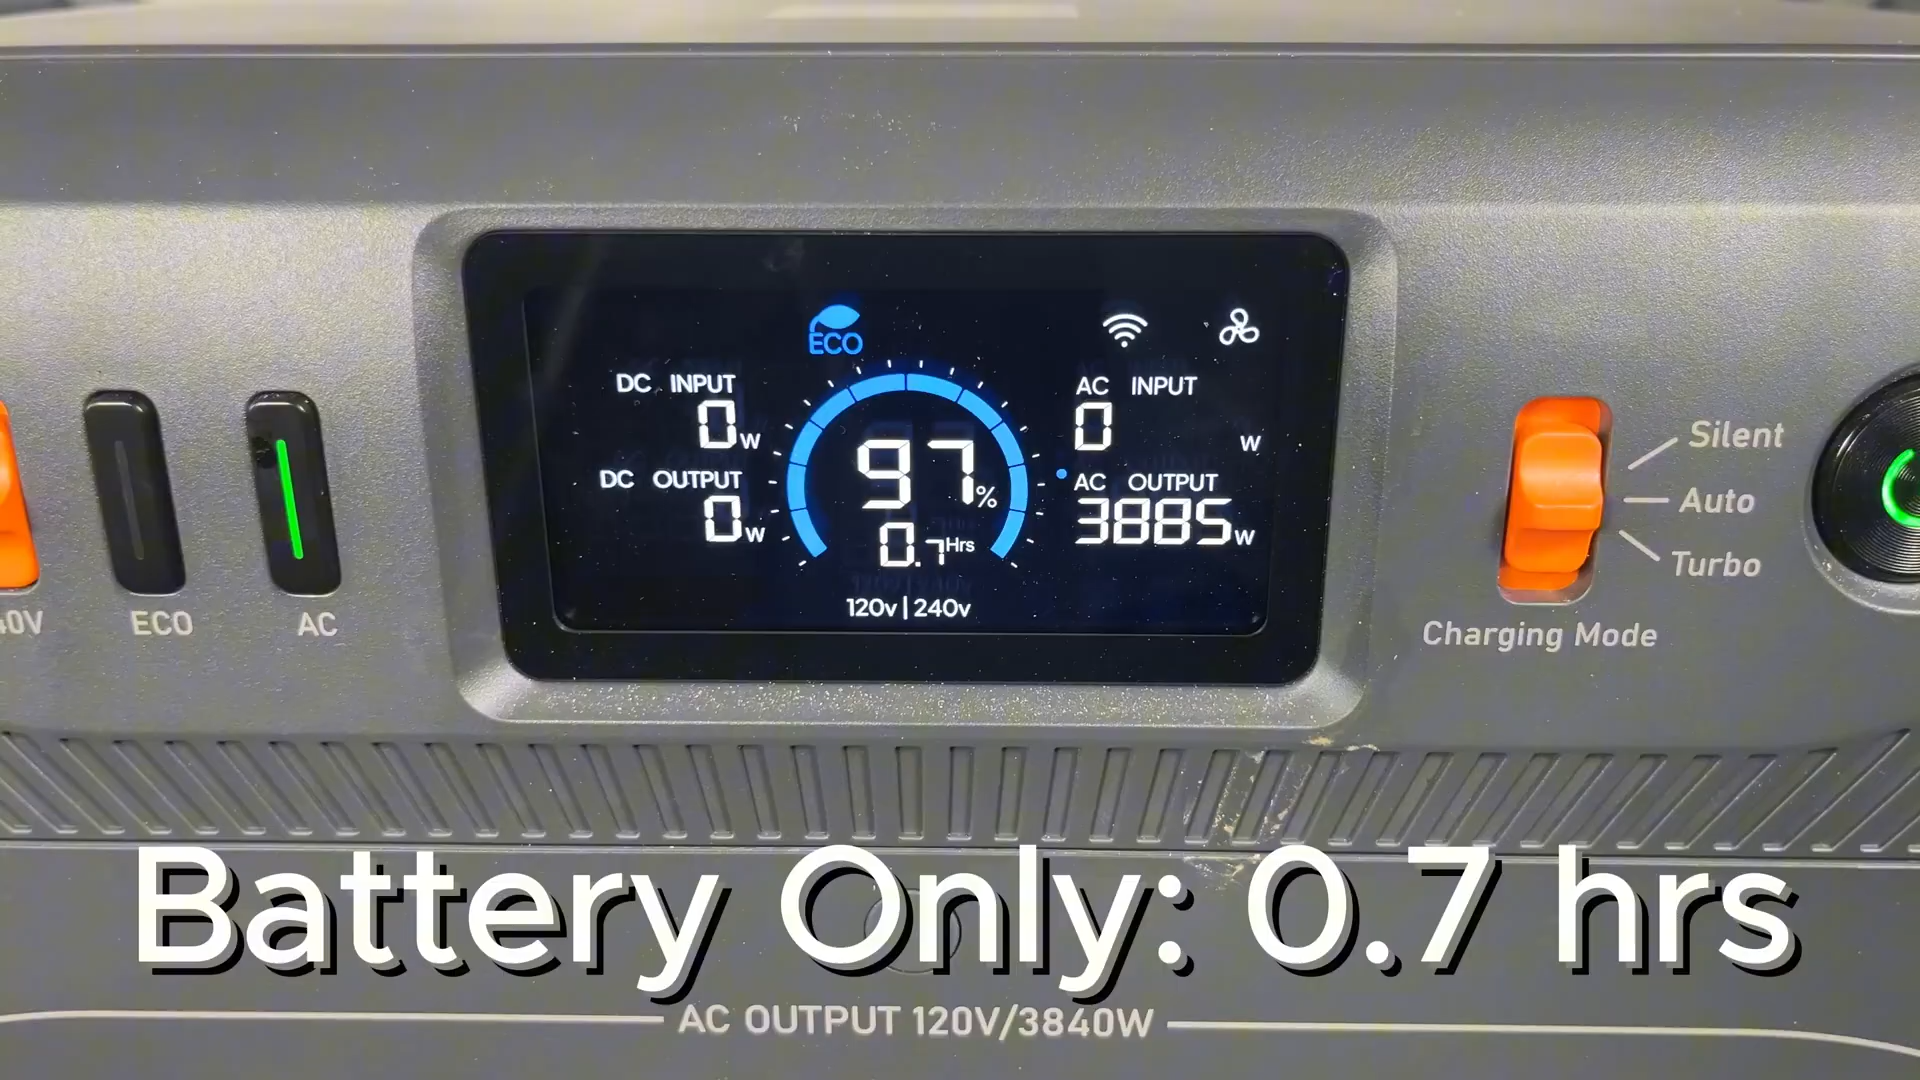 ECO
DC INPUT
0W
AC INPUT
0 W
97%
DC OUTPUT
0W
AC OUTPUT
3885W
0.7Hrs
120v | 240v
40V
ECO
AC
Silent
Auto
Turbo
Charging Mode
Battery Only: 0.7 hrs
AC OUTPUT 120V/3840W